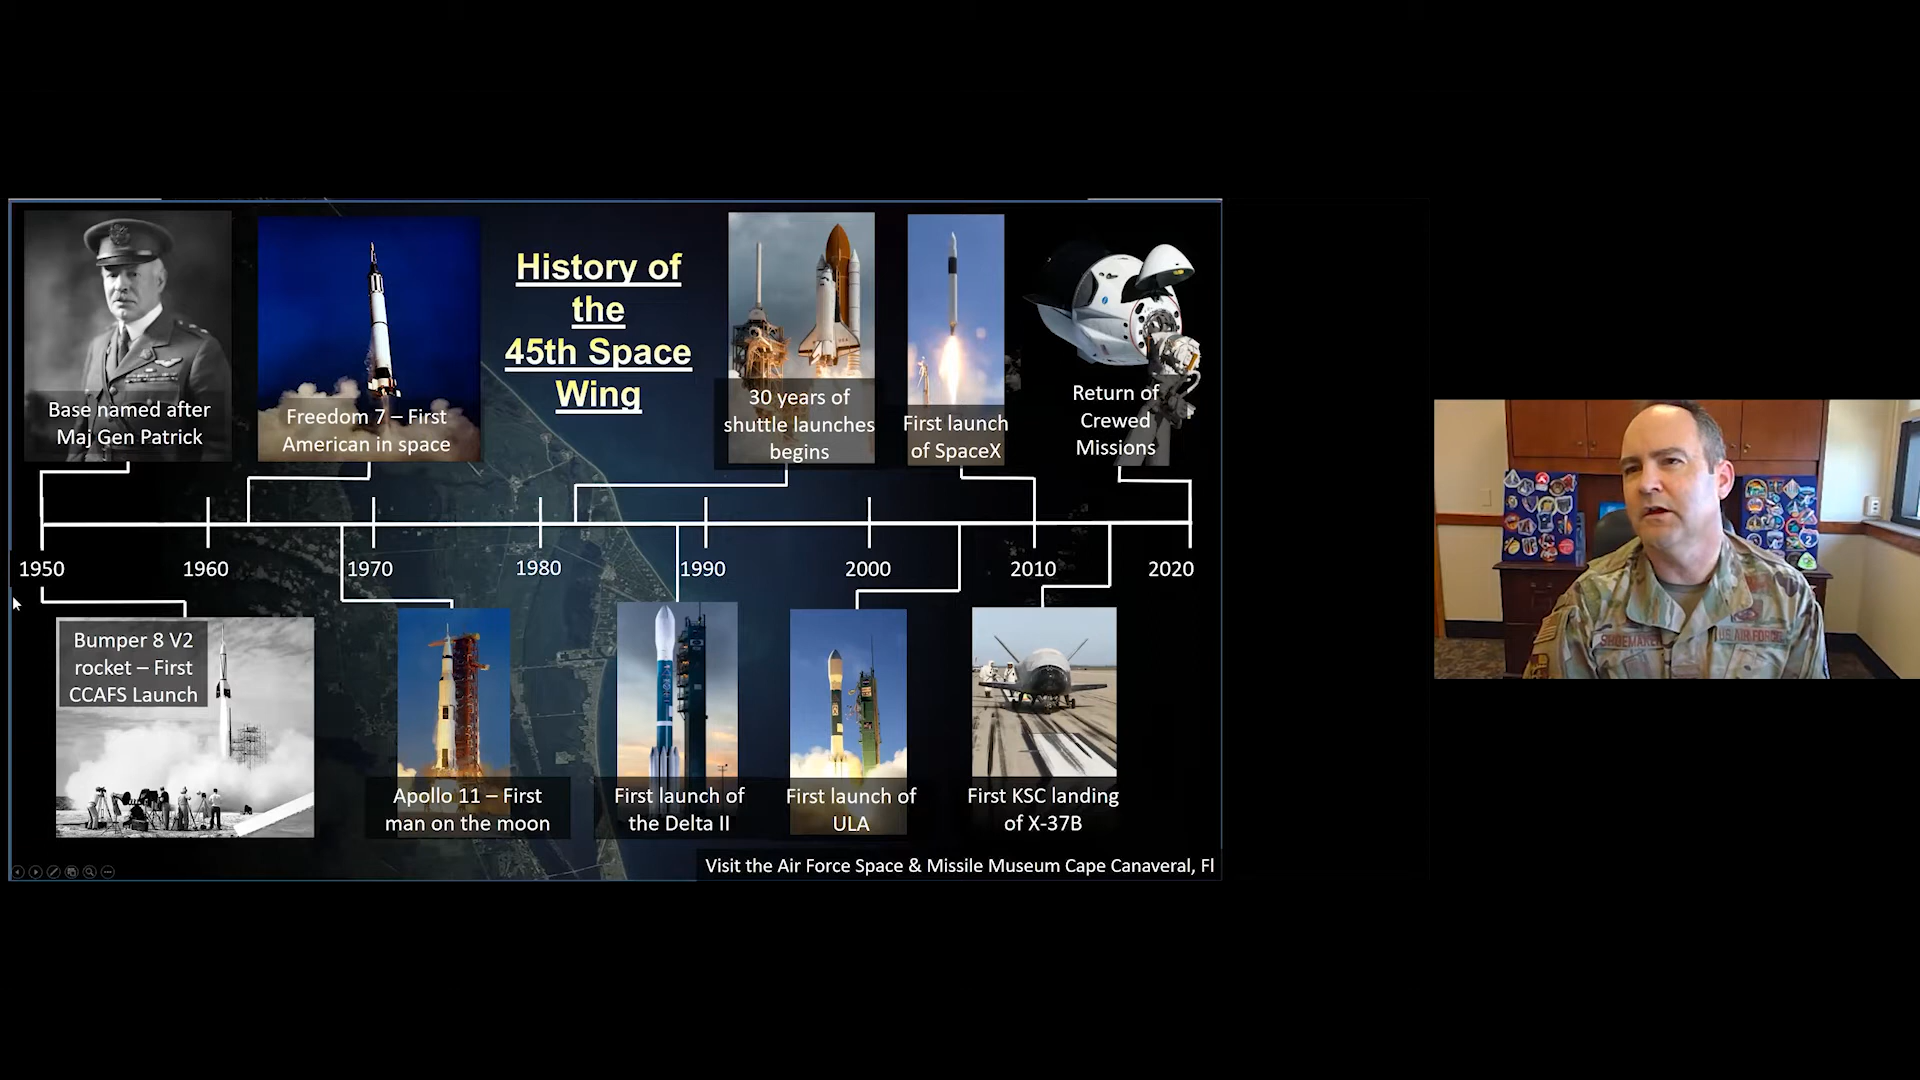 History of
the
45th Space
Wing
Base named after
Maj Gen Patrick
Freedom 7 – First
American in space
30 years of
shuttle launches
begins
First launch
of SpaceX
Return of
Crewed
Missions
1950
1960
1970
1980
1990
2000
2010
2020
Bumper 8 V2
rocket – First
CCAFS Launch
Apollo 11 – First
man on the moon
First launch of
the Delta II
First launch of
ULA
First KSC landing
of X-37B
Visit the Air Force Space & Missile Museum Cape Canaveral, Fl
SHOEMAKER
U.S. AIR FORCE